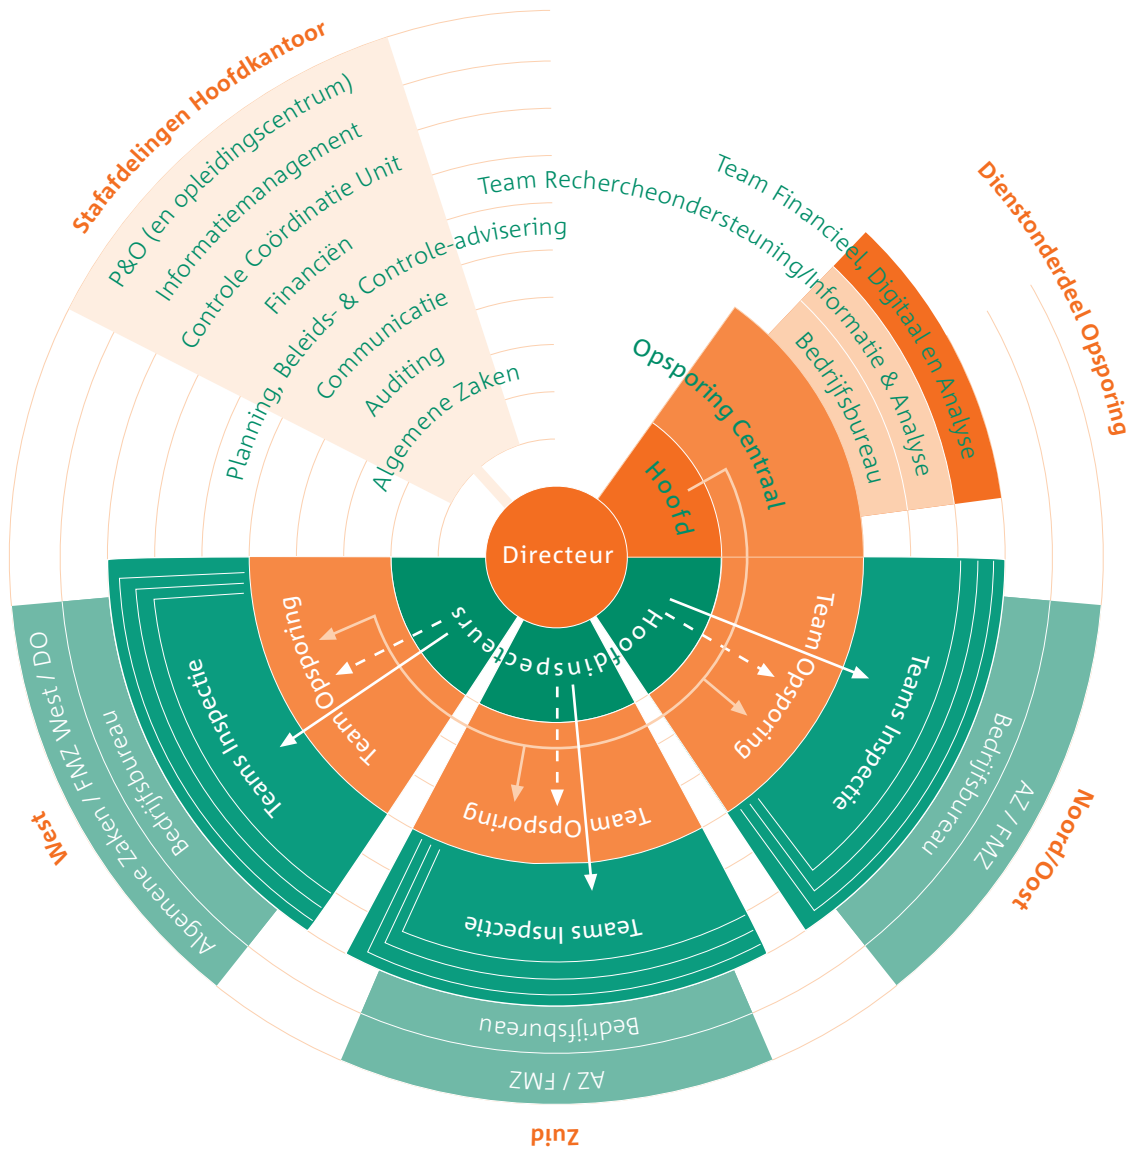 Stafafdelingen Hoofdkantoor
P&O (en opleidingscentrum)
Informatiemanagement
Controle Coördinatie Unit
Financiën
Planning, Beleids- & Controle-advisering
Communicatie
Auditing
Algemene Zaken
Dienstonderdeel Opsporing
Team Financieel, Digitaal en Analyse
Team Rechercheondersteuning/Informatie & Analyse
Bedrijfsbureau
Opsporing Centraal
Hoofd
Directeur
Hoofdinspecteurs
Team Opsporing
Teams Inspectie
Bedrijfsbureau
AZ / FMZ
Noord/Oost
Team Opsporing
Teams Inspectie
Bedrijfsbureau
AZ / FMZ
Zuid
Team Opsporing
Teams Inspectie
Bedrijfsbureau
Algemene Zaken / FMZ West / DO
West